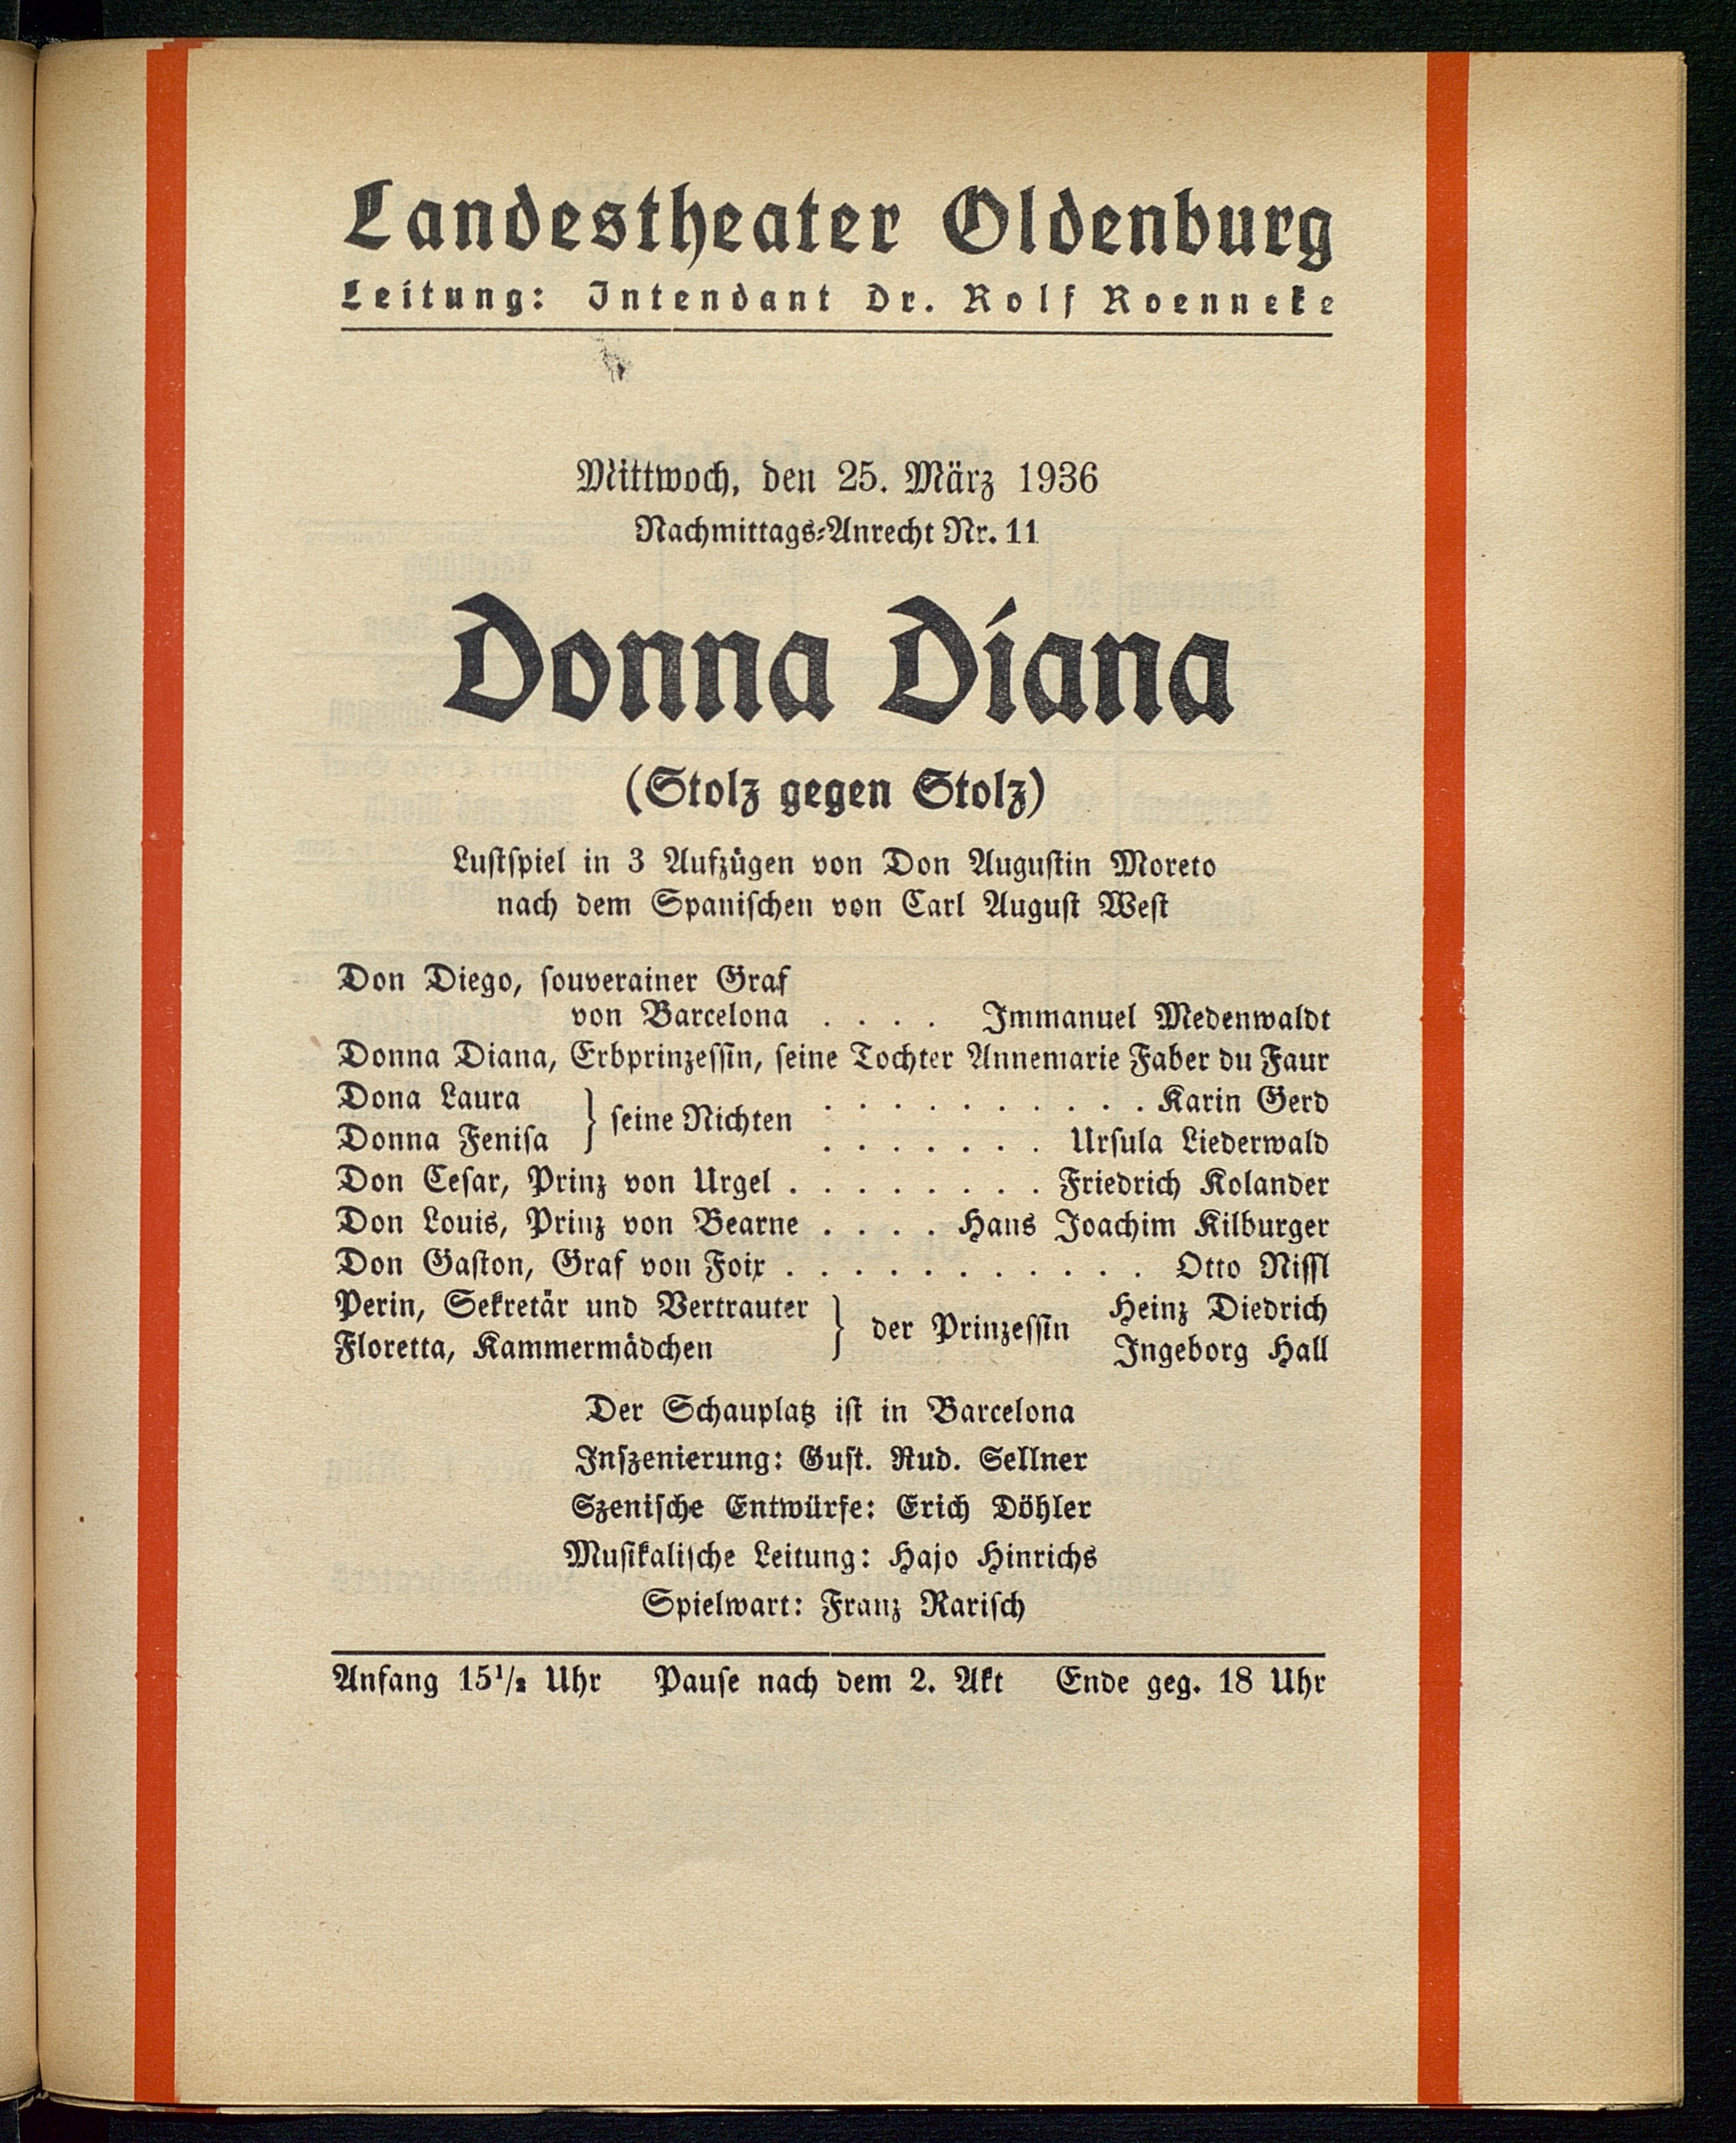 Landestheater Oldenburg
Leitung: Intendant Dr. Rolf Roenneke
Mittwoch, den 25. März 1936
Nachmittags-Anrecht Nr. 11
Donna Diana
(Stolz gegen Stolz)
Lustspiel in 3 Aufzügen von Don Augustin Moreto
nach dem Spanischen von Carl August West
Don Diego, souverainer Graf
von Barcelona . . . . Immanuel Medenwaldt
Donna Diana, Erbprinzessin, seine Tochter Annemarie Faber du Faur
Dona Laura } seine Nichten . . . . . . . . . . Karin Gerd
Donna Fenisa . . . . . . . Ursula Liederwald
Don Cesar, Prinz von Urgel . . . . . . . . Friedrich Kolander
Don Louis, Prinz von Bearne . . . . Hans Joachim Kilburger
Don Gaston, Graf von Foix . . . . . . . . . . . Otto Nissl
Perin, Sekretär und Vertrauter } der Prinzessin Heinz Diedrich
Floretta, Kammermädchen Ingeborg Hall
Der Schauplatz ist in Barcelona
Inszenierung: Gust. Rud. Sellner
Szenische Entwürfe: Erich Döhler
Musikalische Leitung: Hajo Hinrichs
Spielwart: Franz Rarisch
Anfang 15½ Uhr Pause nach dem 2. Akt Ende geg. 18 Uhr